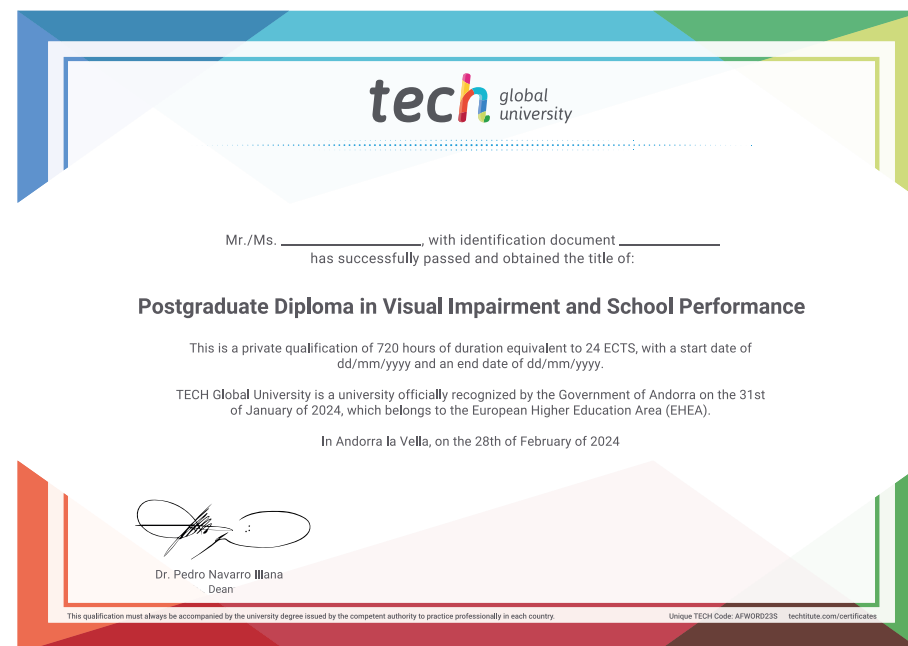 tech global university
Mr./Ms. ____________________, with identification document ______________
has successfully passed and obtained the title of:
Postgraduate Diploma in Visual Impairment and School Performance
This is a private qualification of 720 hours of duration equivalent to 24 ECTS, with a start date of
dd/mm/yyyy and an end date of dd/mm/yyyy.
TECH Global University is a university officially recognized by the Government of Andorra on the 31st
of January of 2024, which belongs to the European Higher Education Area (EHEA).
In Andorra la Vella, on the 28th of February of 2024
Dr. Pedro Navarro Illana
Dean
This qualification must always be accompanied by the university degree issued by the competent authority to practice professionally in each country. Unique TECH Code: AFWORD23S techtitute.com/certificates